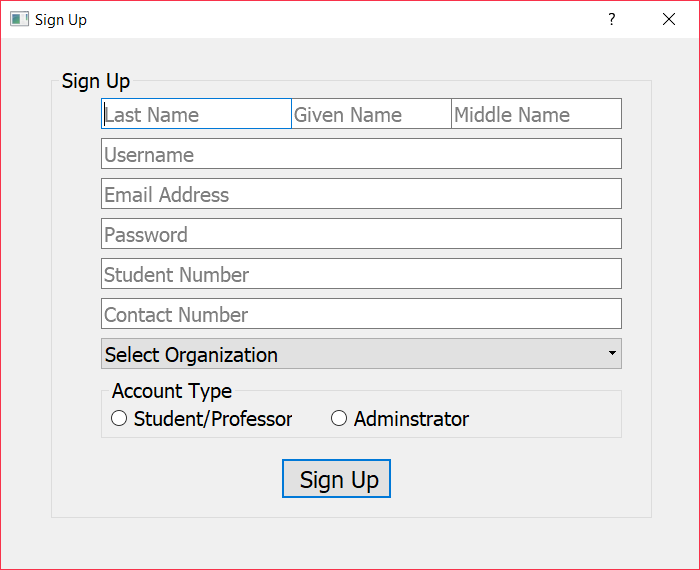 Sign Up
?
Sign Up
Last Name Given Name Middle Name
Username
Email Address
Password
Student Number
Contact Number
Select Organization
Account Type
Student/Professor Adminstrator
Sign Up